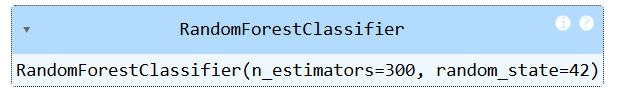 RandomForestClassifier
RandomForestClassifier(n_estimators=300, random_state=42)